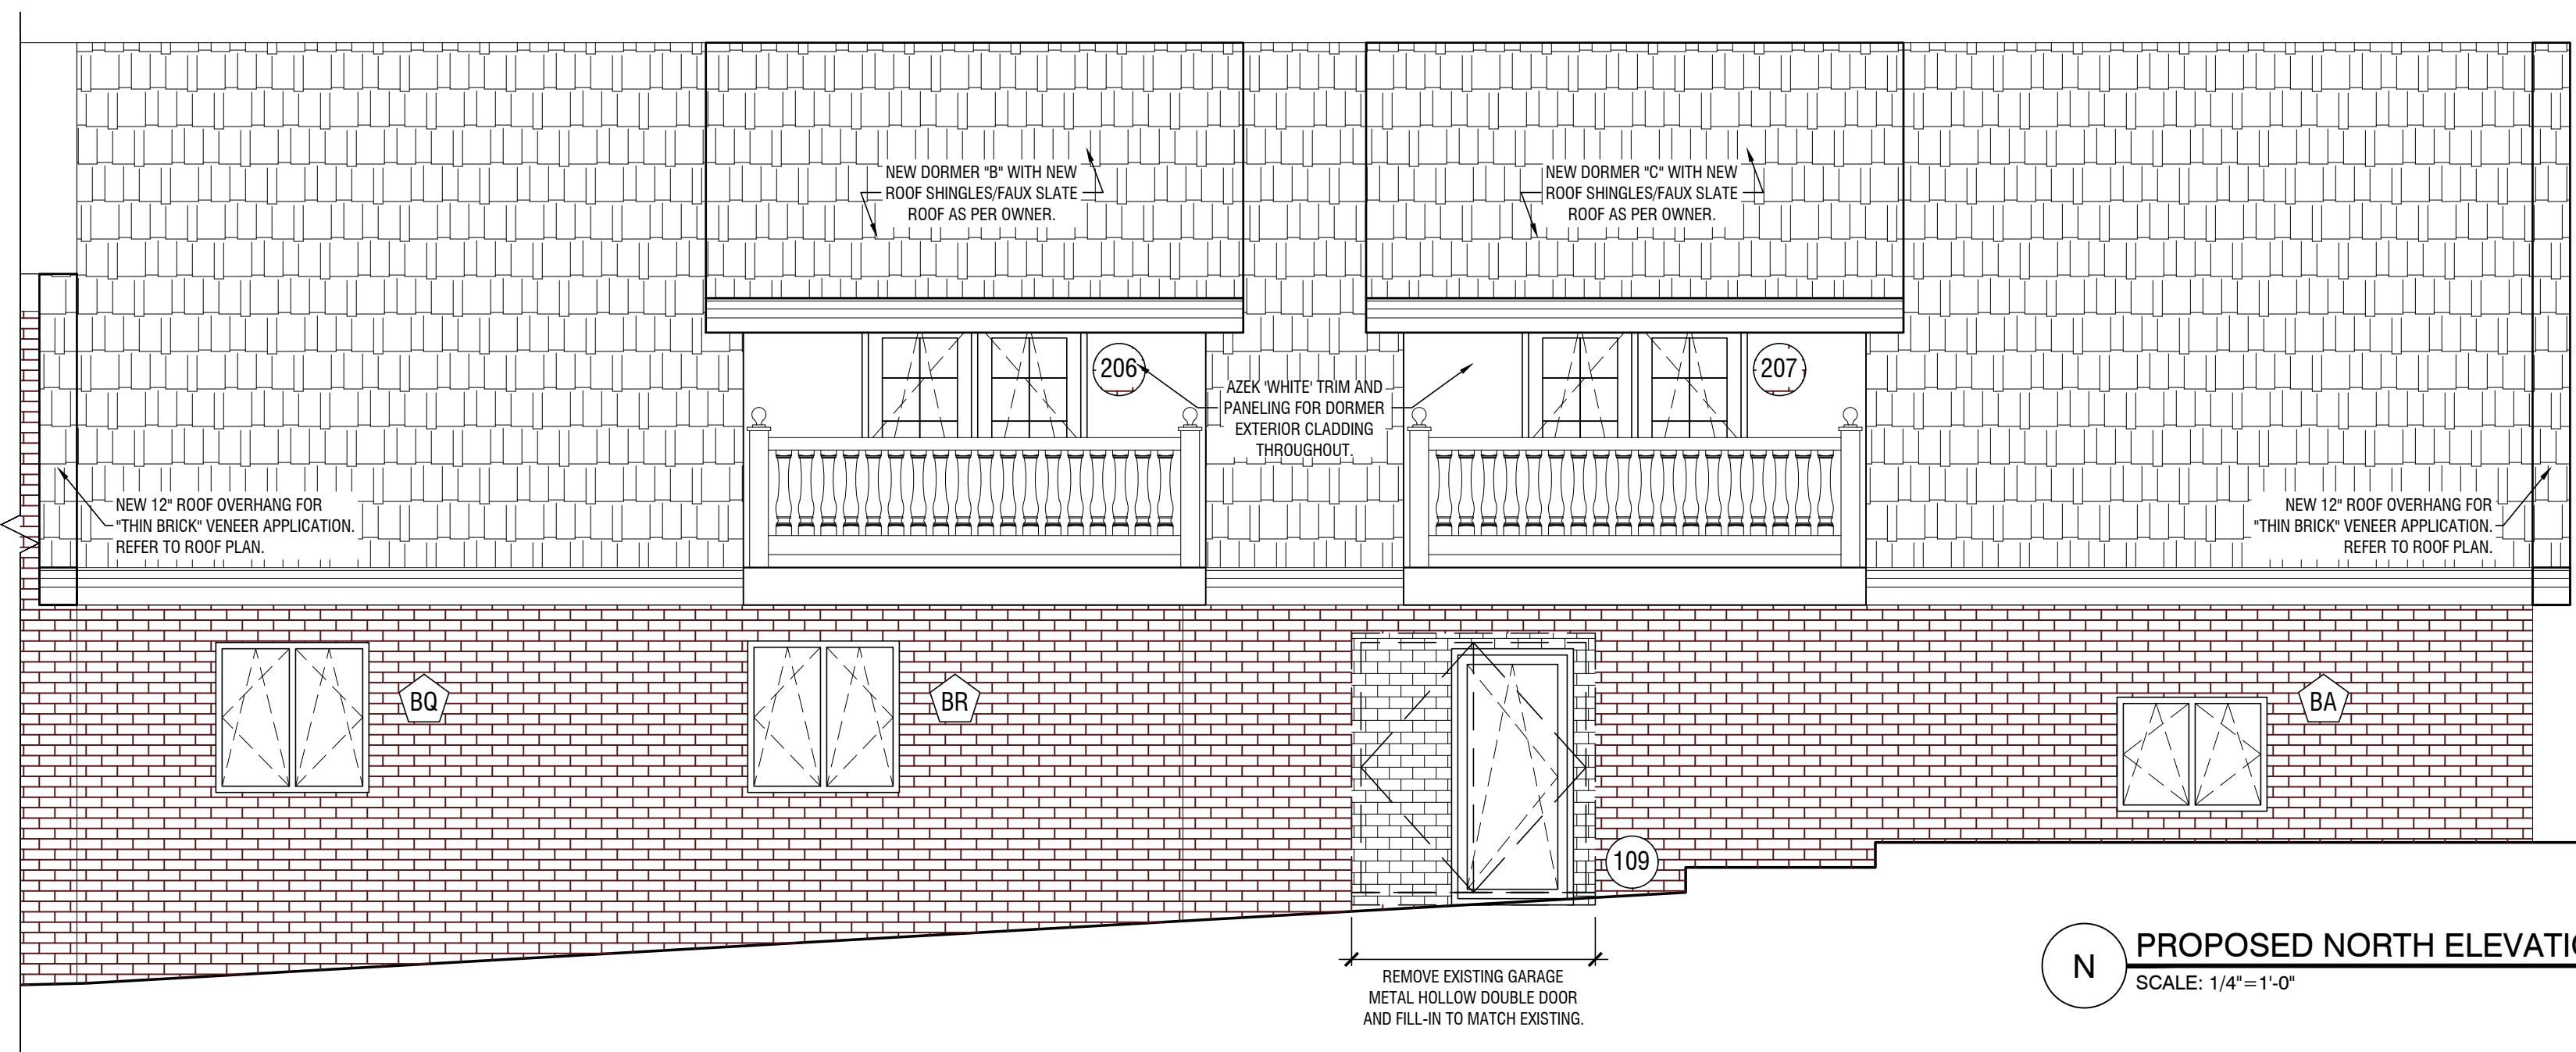 NEW DORMER "B" WITH NEW
ROOF SHINGLES/FAUX SLATE
ROOF AS PER OWNER.
NEW DORMER "C" WITH NEW
ROOF SHINGLES/FAUX SLATE
ROOF AS PER OWNER.
206
AZEK 'WHITE' TRIM AND
PANELING FOR DORMER
EXTERIOR CLADDING
THROUGHOUT.
207
NEW 12" ROOF OVERHANG FOR
"THIN BRICK" VENEER APPLICATION.
REFER TO ROOF PLAN.
NEW 12" ROOF OVERHANG FOR
"THIN BRICK" VENEER APPLICATION.
REFER TO ROOF PLAN.
BQ
BR
BA
109
REMOVE EXISTING GARAGE
METAL HOLLOW DOUBLE DOOR
AND FILL-IN TO MATCH EXISTING.
N
PROPOSED NORTH ELEVATI
SCALE: 1/4"=1'-0"